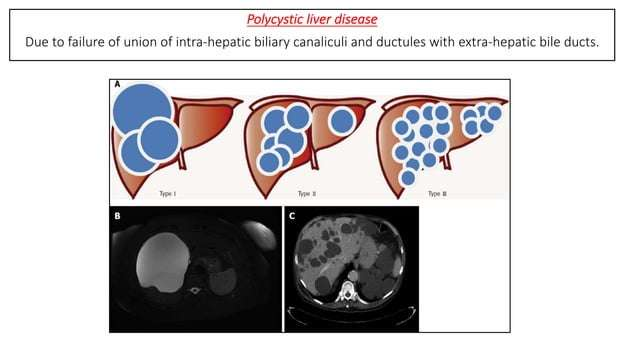 Polycystic liver disease
Due to failure of union of intra-hepatic biliary canaliculi and ductules with extra-hepatic bile ducts.
A
Type I
Type II
Type III
B
C